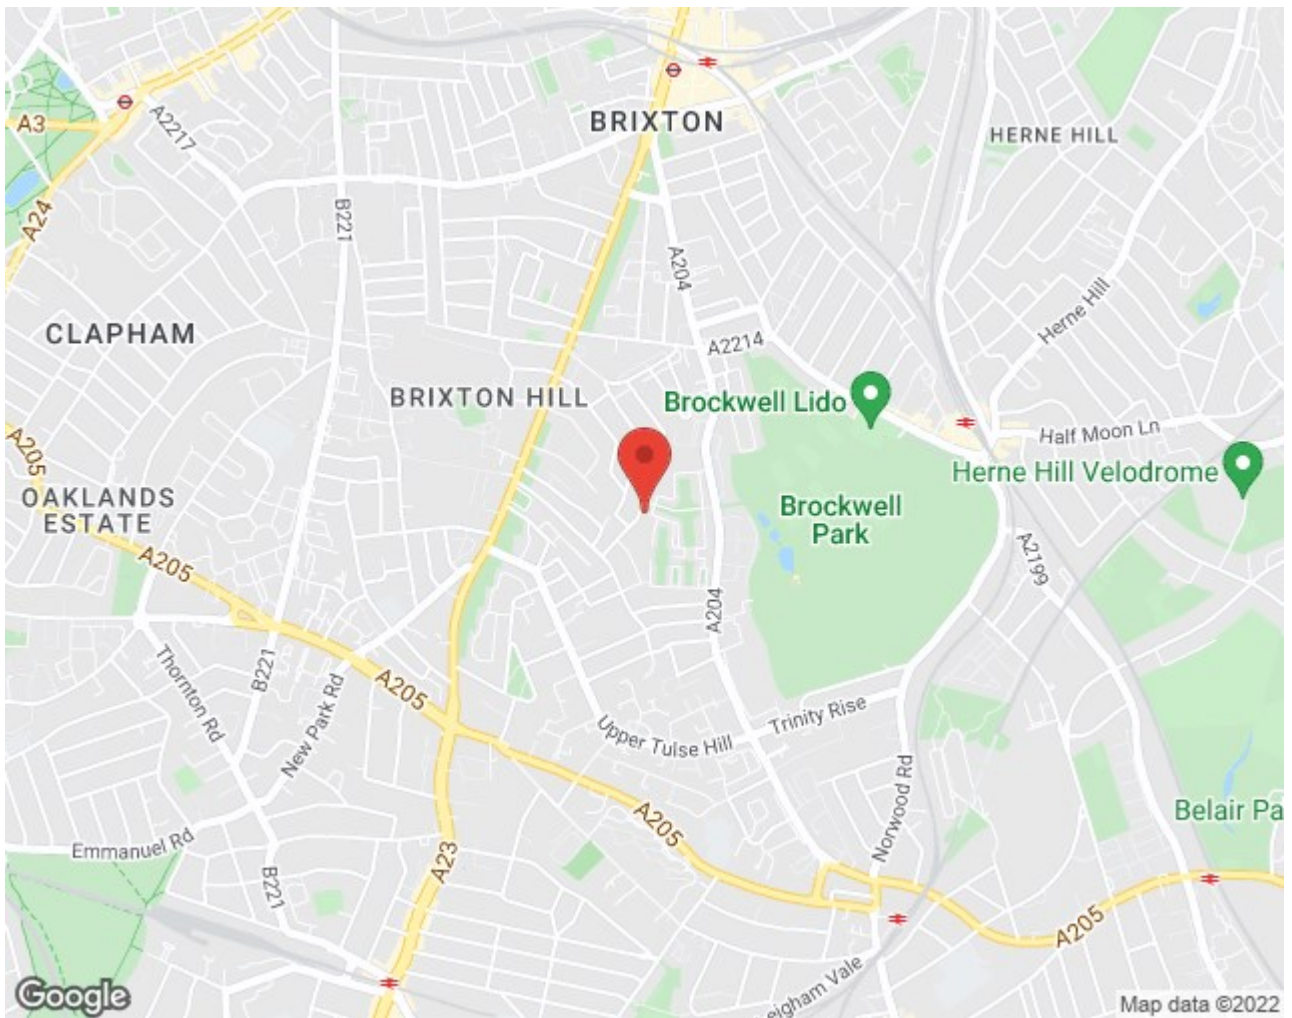 BRIXTON
A3
A2217
HERNE HILL
B221
A24
A204
Herne Hill
CLAPHAM
A2214
BRIXTON HILL
Brockwell Lido
Half Moon Ln
A205
Herne Hill Velodrome
OAKLANDS
ESTATE
Brockwell
Park
A205
A2199
A204
Thornton Rd
B221
New Park Rd
A205
Trinity Rise
Upper Tulse Hill
Norwood Rd
Belair Pa
A205
Emmanuel Rd
A23
B221
A205
eigham Vale
Google
Map data ©2022